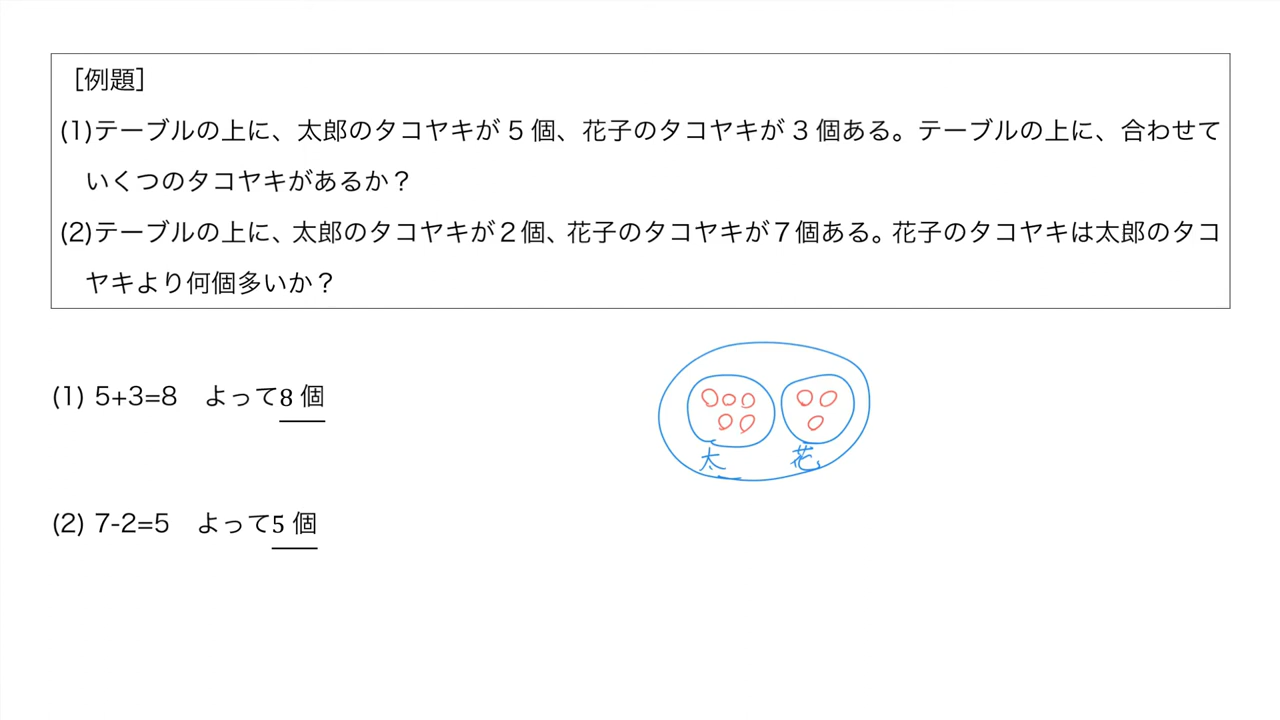 ［例題］
(1)テーブルの上に、太郎のタコヤキが 5 個、花子のタコヤキが 3 個ある。テーブルの上に、合わせて
いくつのタコヤキがあるか？
(2)テーブルの上に、太郎のタコヤキが２個、花子のタコヤキが７個ある。花子のタコヤキは太郎のタコ
ヤキより何個多いか？
(1) 5+3=8　よって8 個
太 花
(2) 7-2=5　よって5 個